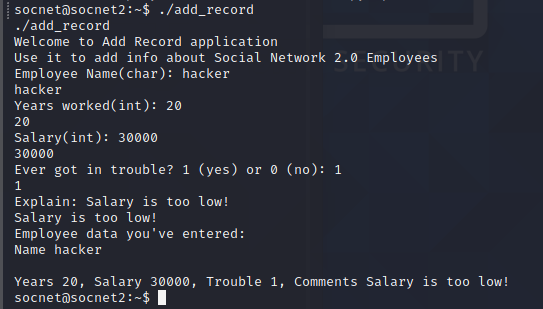 socnet@socnet2:~$ ./add_record
./add_record
Welcome to Add Record application
Use it to add info about Social Network 2.0 Employees
Employee Name(char): hacker
hacker
Years worked(int): 20
20
Salary(int): 30000
30000
Ever got in trouble? 1 (yes) or 0 (no): 1
1
Explain: Salary is too low!
Salary is too low!
Employee data you've entered:
Name hacker
Years 20, Salary 30000, Trouble 1, Comments Salary is too low!
socnet@socnet2:~$
SECURITY